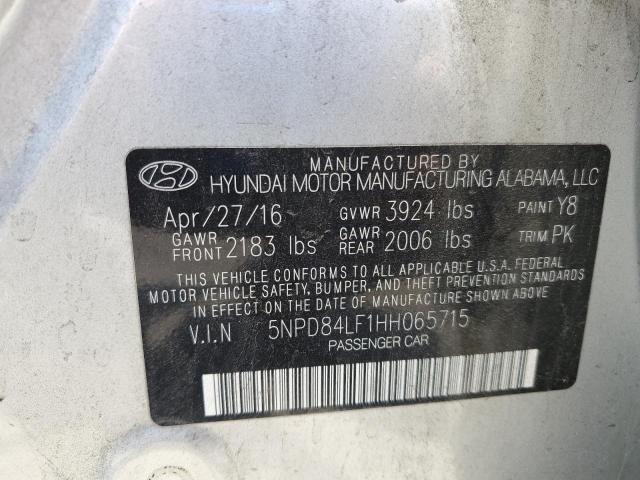 MANUFACTURED BY
HYUNDAI MOTOR MANUFACTURING ALABAMA, LLC
Apr/27/16 GVWR 3924 lbs PAINT Y8
GAWR FRONT 2183 lbs GAWR REAR 2006 lbs TRIM PK
THIS VEHICLE CONFORMS TO ALL APPLICABLE U.S.A. FEDERAL
MOTOR VEHICLE SAFETY, BUMPER, AND THEFT PREVENTION STANDARDS
IN EFFECT ON THE DATE OF MANUFACTURE SHOWN ABOVE.
V.I.N 5NPD84LF1HH065715
PASSENGER CAR